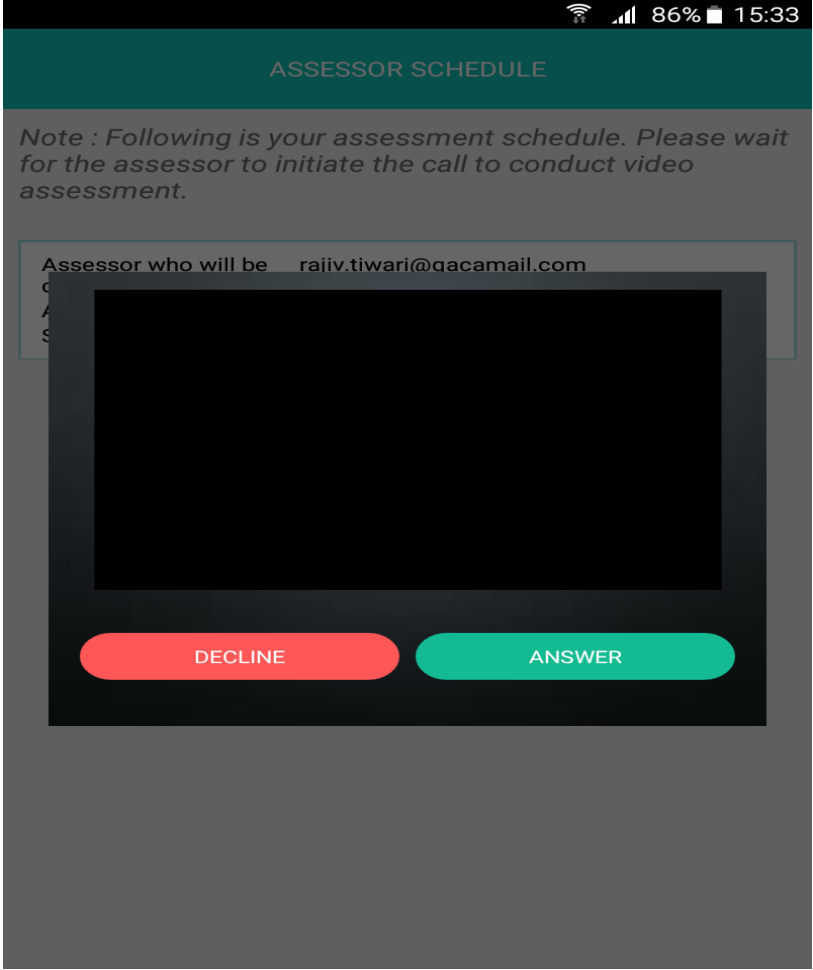 86% 15:33
ASSESSOR SCHEDULE
Note : Following is your assessment schedule. Please wait
for the assessor to initiate the call to conduct video
assessment.
Assessor who will be rajiv.tiwari@qacamail.com
DECLINE ANSWER